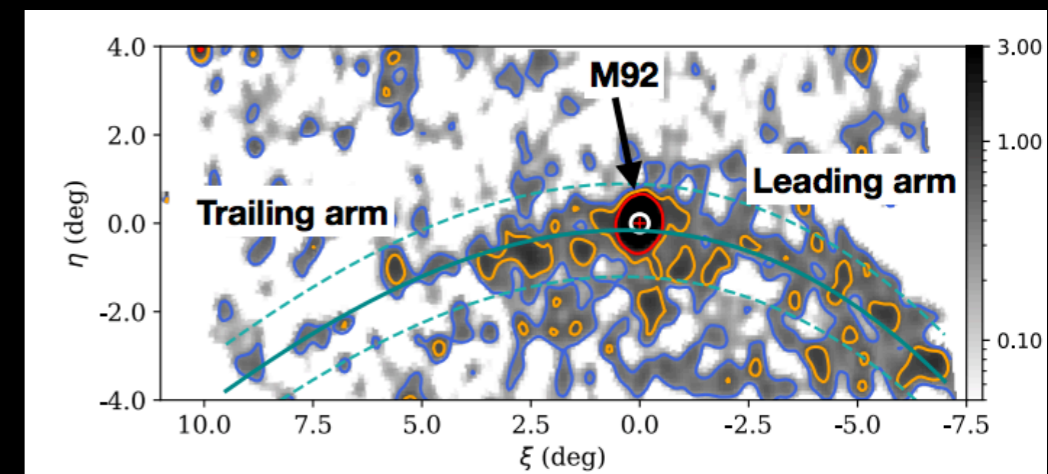 4.0
2.0
0.0
-2.0
-4.0
η (deg)
M92
Trailing arm
Leading arm
3.00
1.00
0.10
10.0 7.5 5.0 2.5 0.0 -2.5 -5.0 -7.5
ξ (deg)